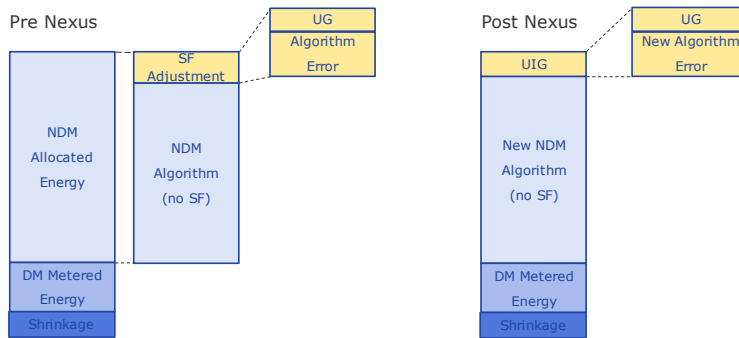 Pre Nexus
UG
Algorithm
Error
SF
Adjustment
NDM
Allocated
Energy
NDM
Algorithm
(no SF)
DM Metered
Energy
Shrinkage
Post Nexus
UG
New Algorithm
Error
UIG
New NDM
Algorithm
(no SF)
DM Metered
Energy
Shrinkage